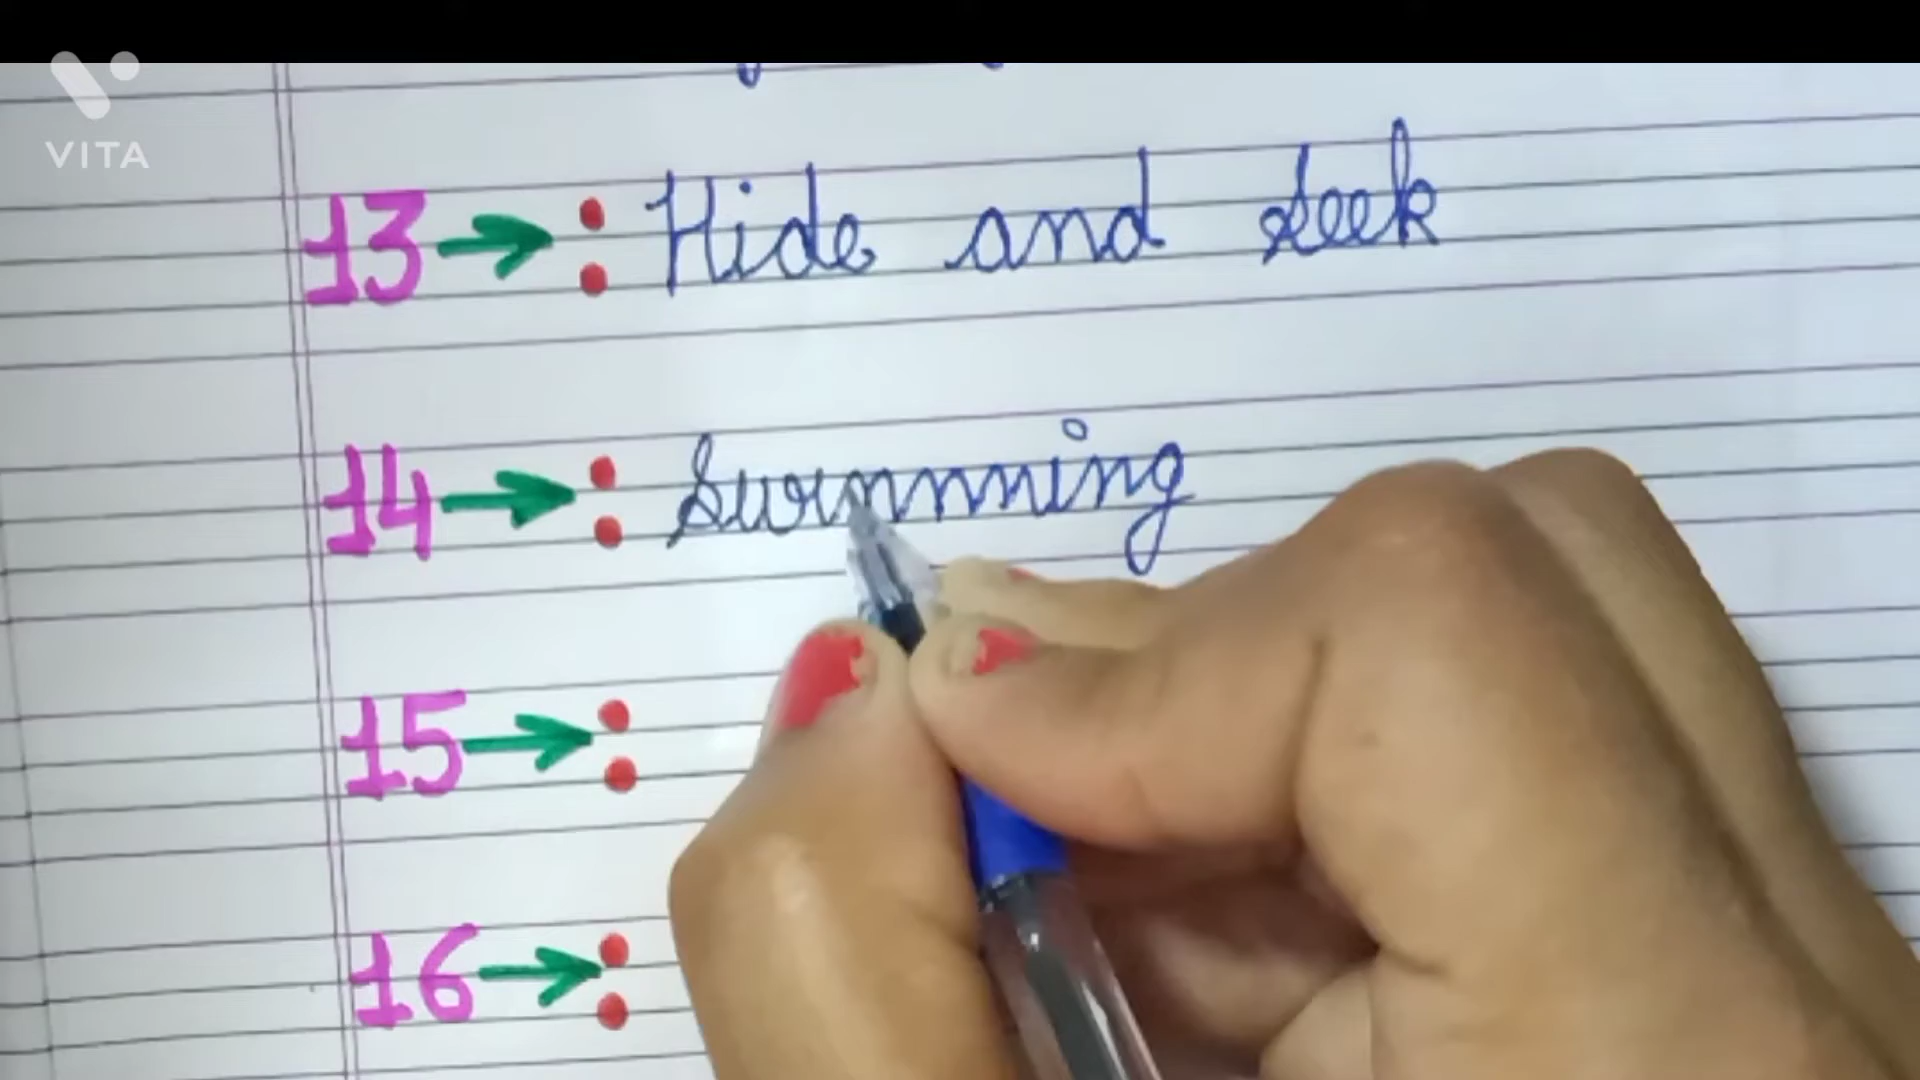 VITA
13 → : Hide and seek
14 → : Swimming
15 → :
16 → :